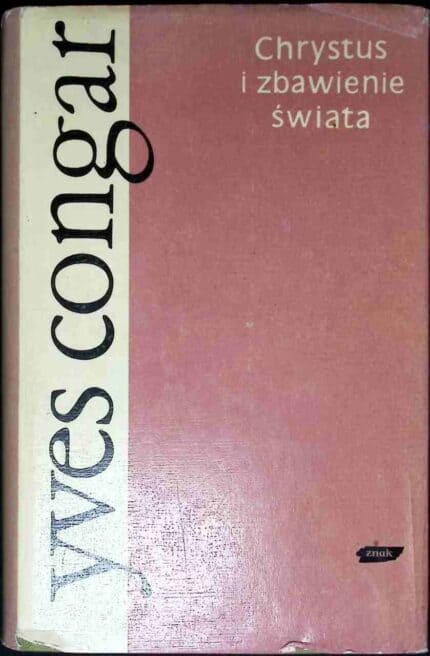 yves congar
Chrystus
i zbawienie
świata
znak